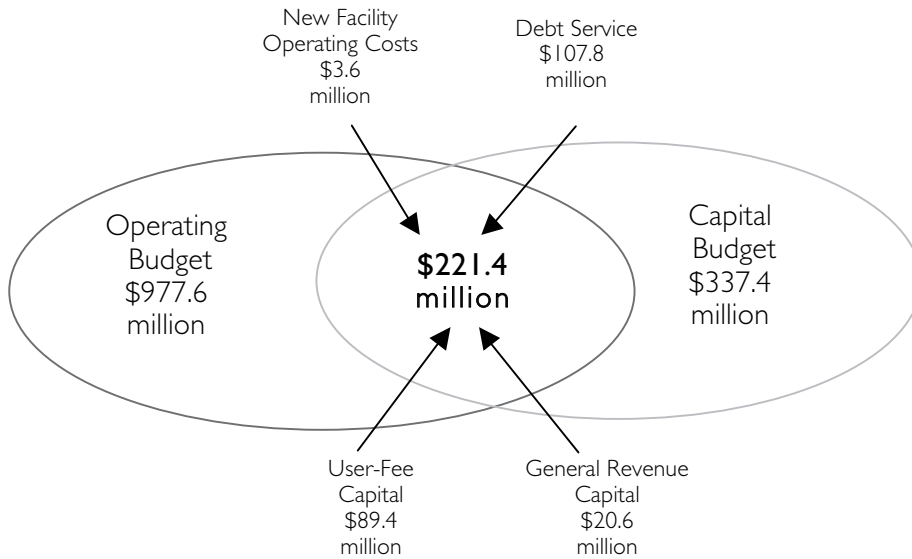 New Facility
Operating Costs
$3.6
million
Debt Service
$107.8
million
Operating
Budget
$977.6
million
$221.4
million
Capital
Budget
$337.4
million
User-Fee
Capital
$89.4
million
General Revenue
Capital
$20.6
million